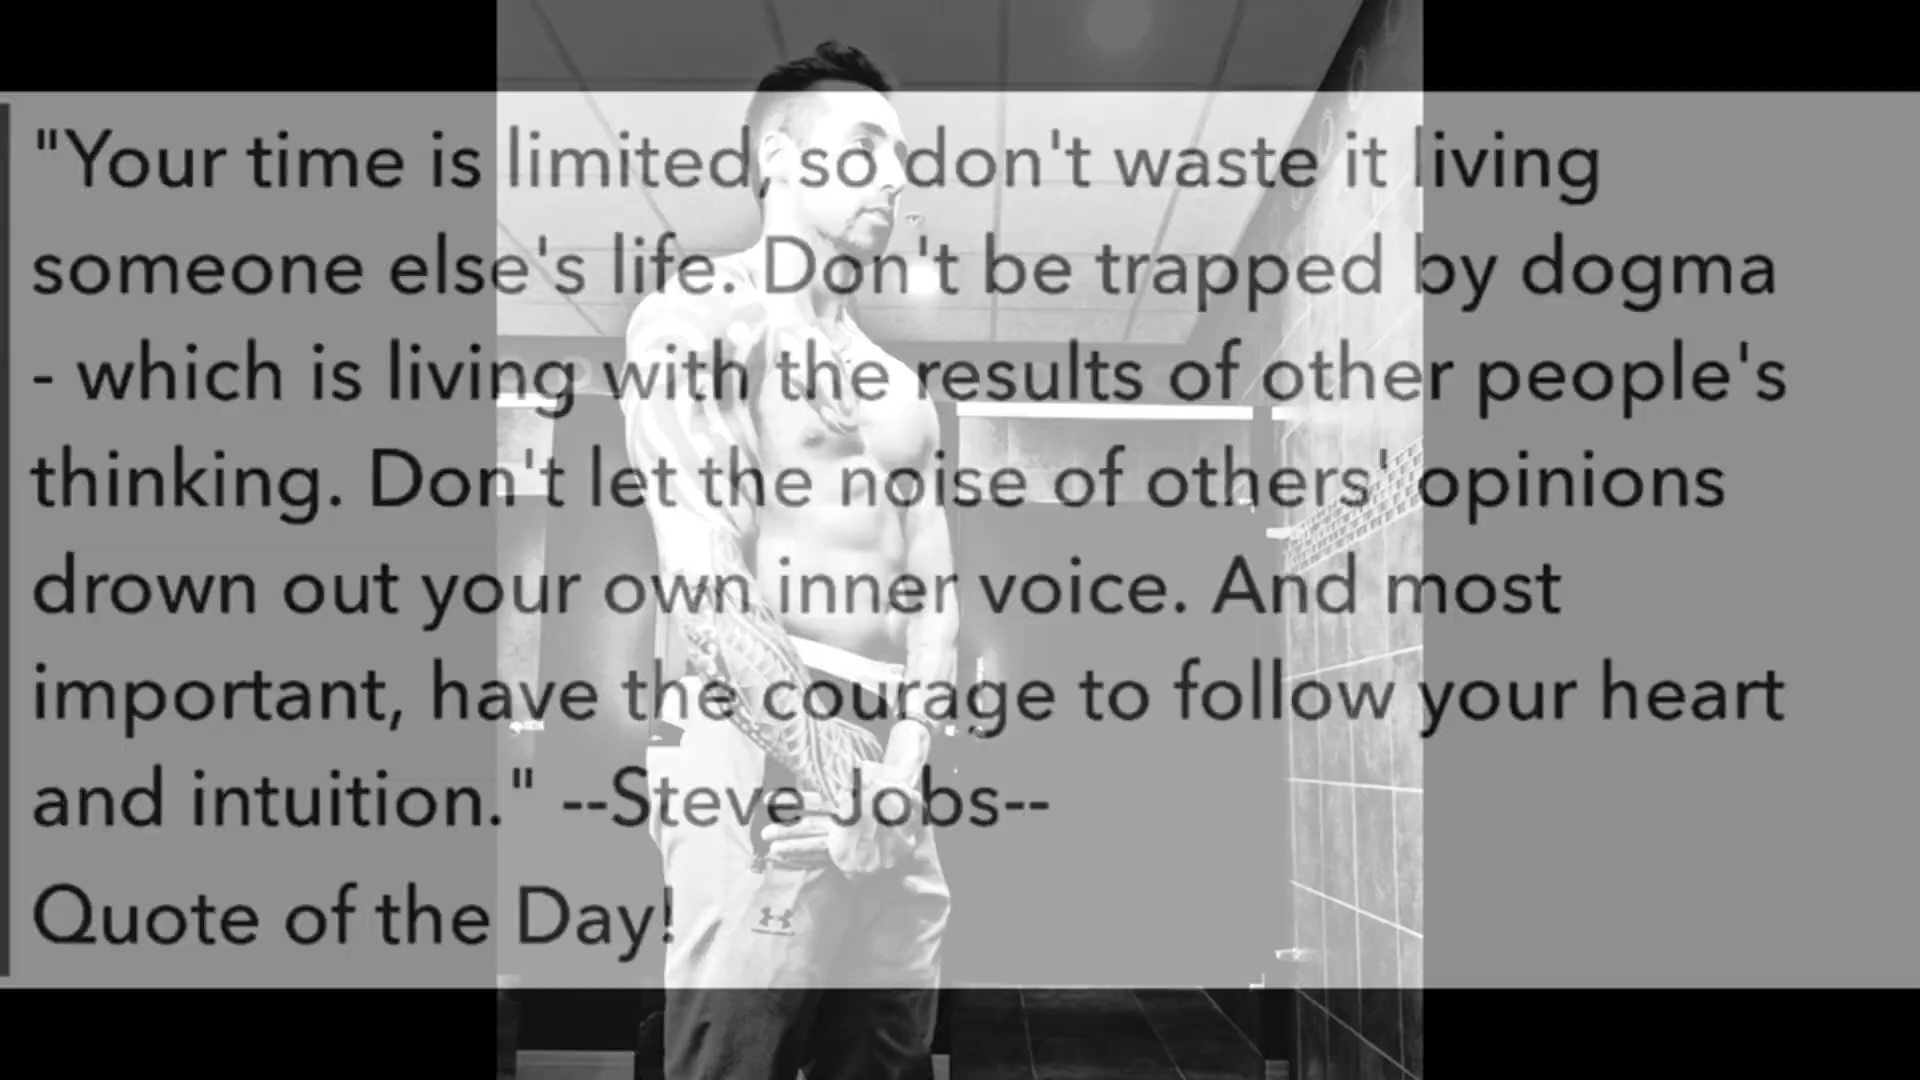 "Your time is limited, so don't waste it living
someone else's life. Don't be trapped by dogma
- which is living with the results of other people's
thinking. Don't let the noise of others' opinions
drown out your own inner voice. And most
important, have the courage to follow your heart
and intuition." --Steve Jobs--
Quote of the Day!